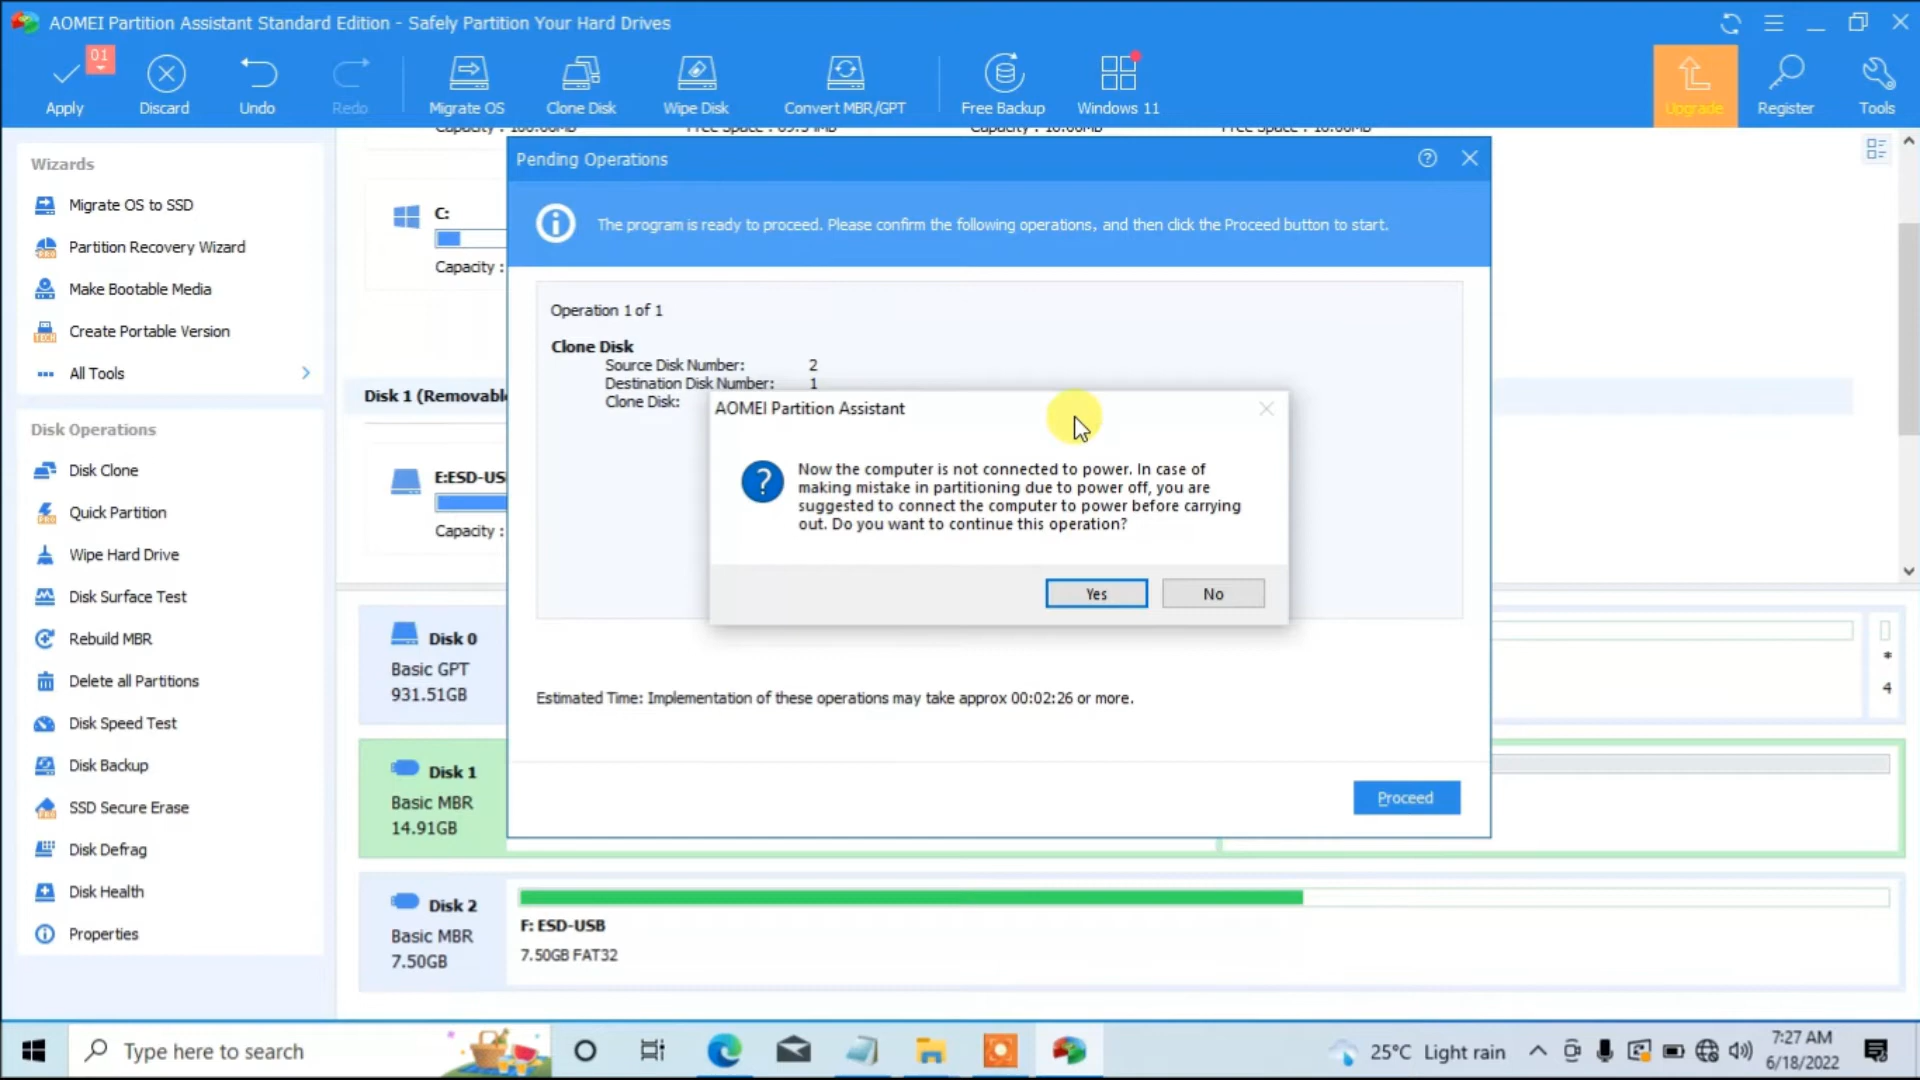 AOMEI Partition Assistant Standard Edition - Safely Partition Your Hard Drives
01
Apply
Discard
Undo
Redo
Migrate OS
Clone Disk
Wipe Disk
Convert MBR/GPT
Free Backup
Windows 11
Upgrade
Register
Tools
Wizards
Migrate OS to SSD
Partition Recovery Wizard
Make Bootable Media
Create Portable Version
All Tools
Disk Operations
Disk Clone
Quick Partition
Wipe Hard Drive
Disk Surface Test
Rebuild MBR
Delete all Partitions
Disk Speed Test
Disk Backup
SSD Secure Erase
Disk Defrag
Disk Health
Properties
C:
Capacity :
Disk 1 (Removabl
E:ESD-US
Capacity :
Pending Operations
The program is ready to proceed. Please confirm the following operations, and then click the Proceed button to start.
Operation 1 of 1
Clone Disk
Source Disk Number: 2
Destination Disk Number: 1
Clone Disk:
AOMEI Partition Assistant
Now the computer is not connected to power. In case of
making mistake in partitioning due to power off, you are
suggested to connect the computer to power before carrying
out. Do you want to continue this operation?
Yes
No
Estimated Time: Implementation of these operations may take approx 00:02:26 or more.
Proceed
Disk 0
Basic GPT
931.51GB
*
4
Disk 1
Basic MBR
14.91GB
Disk 2
Basic MBR
7.50GB
F: ESD-USB
7.50GB FAT32
Type here to search
25°C Light rain
7:27 AM
6/18/2022